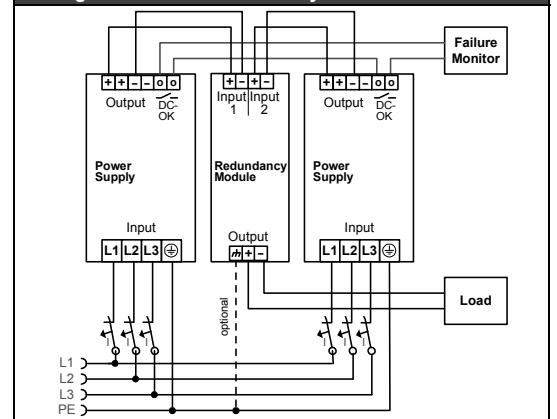 + + - - o o
+ - + -
+ + - - o o
Failure
Monitor
Output
DC-
OK
Input
1
Input
2
Output
DC-
OK
Power
Supply
Redundancy
Module
Power
Supply
Input
L1 L2 L3
Output
+ -
Input
L1 L2 L3
optional
Load
I
I
I
I
I
I
L1
L2
L3
PE